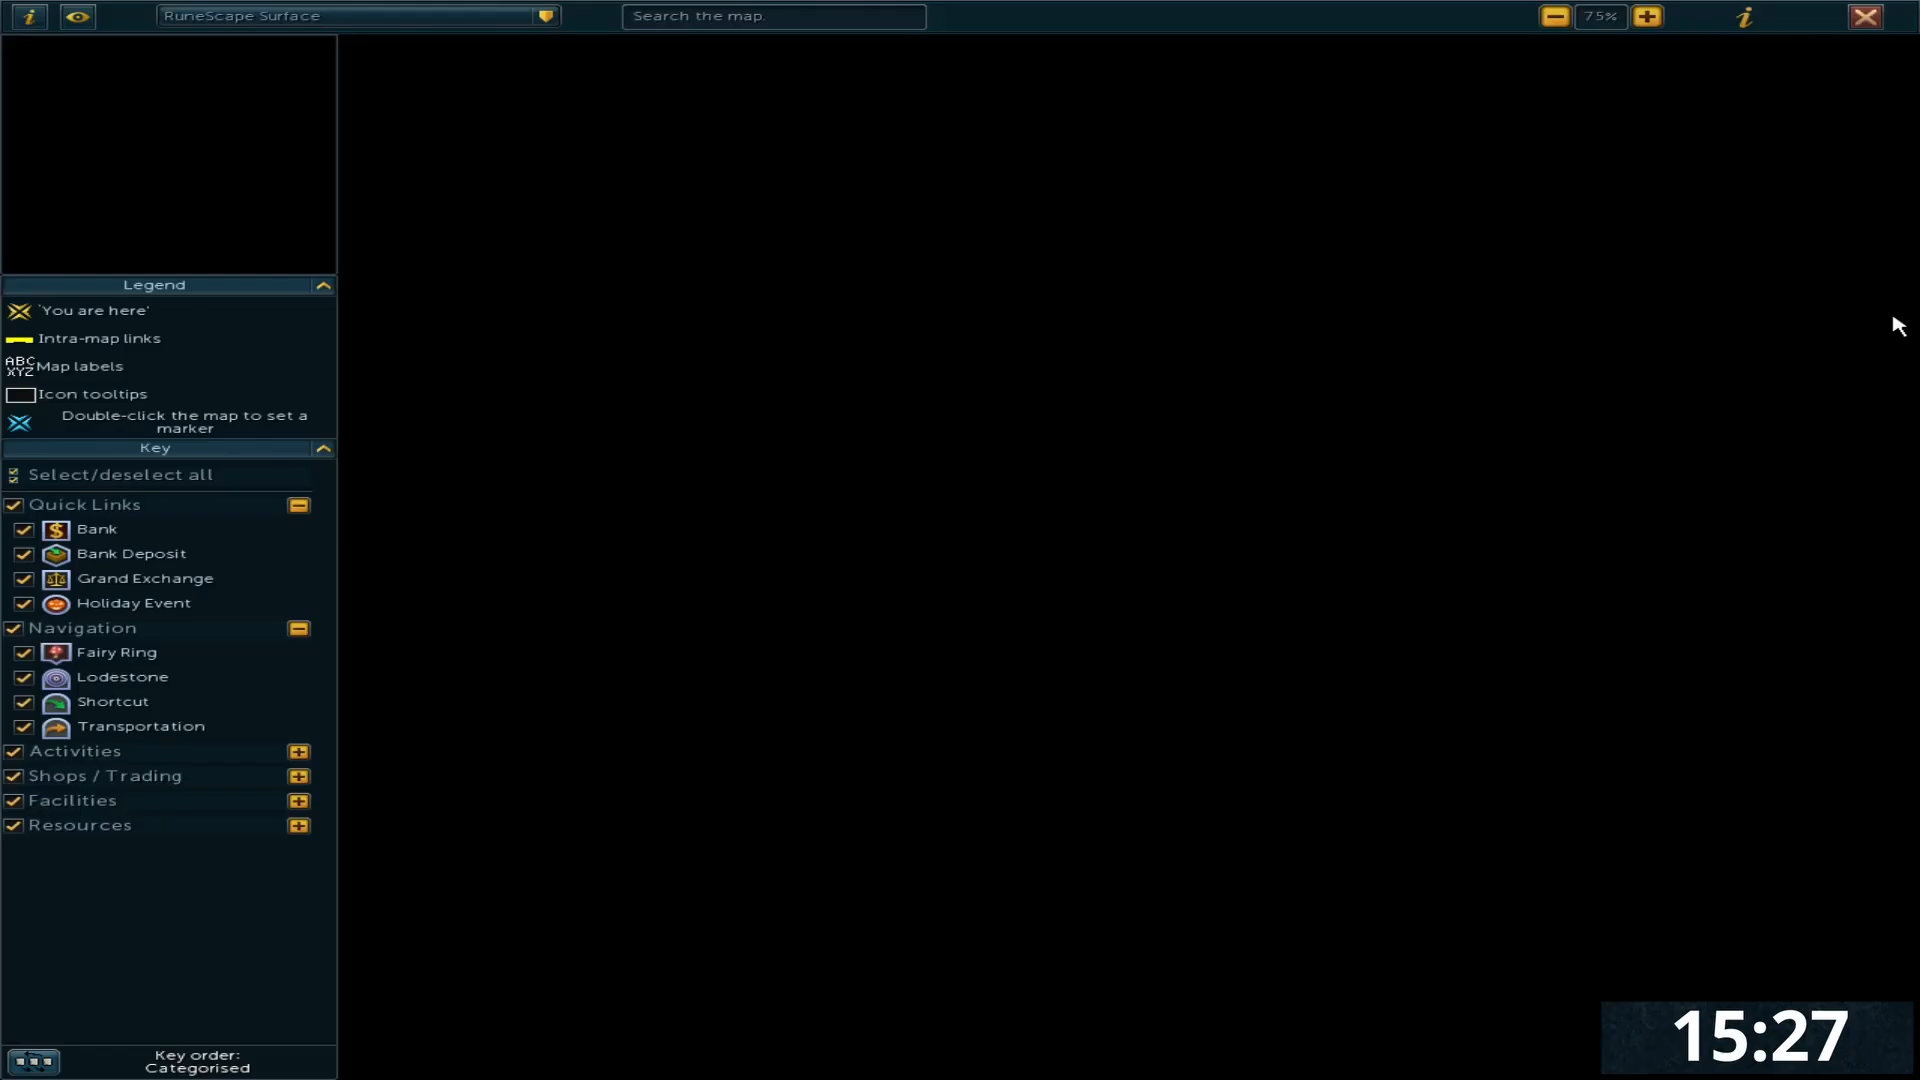 RuneScape Surface
Search the map.
75%
Legend
'You are here'
Intra-map links
ABC
XYZ
Map labels
Icon tooltips
Double-click the map to set a
marker
Key
Select/deselect all
Quick Links
Bank
Bank Deposit
Grand Exchange
Holiday Event
Navigation
Fairy Ring
Lodestone
Shortcut
Transportation
Activities
Shops / Trading
Facilities
Resources
Key order:
Categorised
15:27